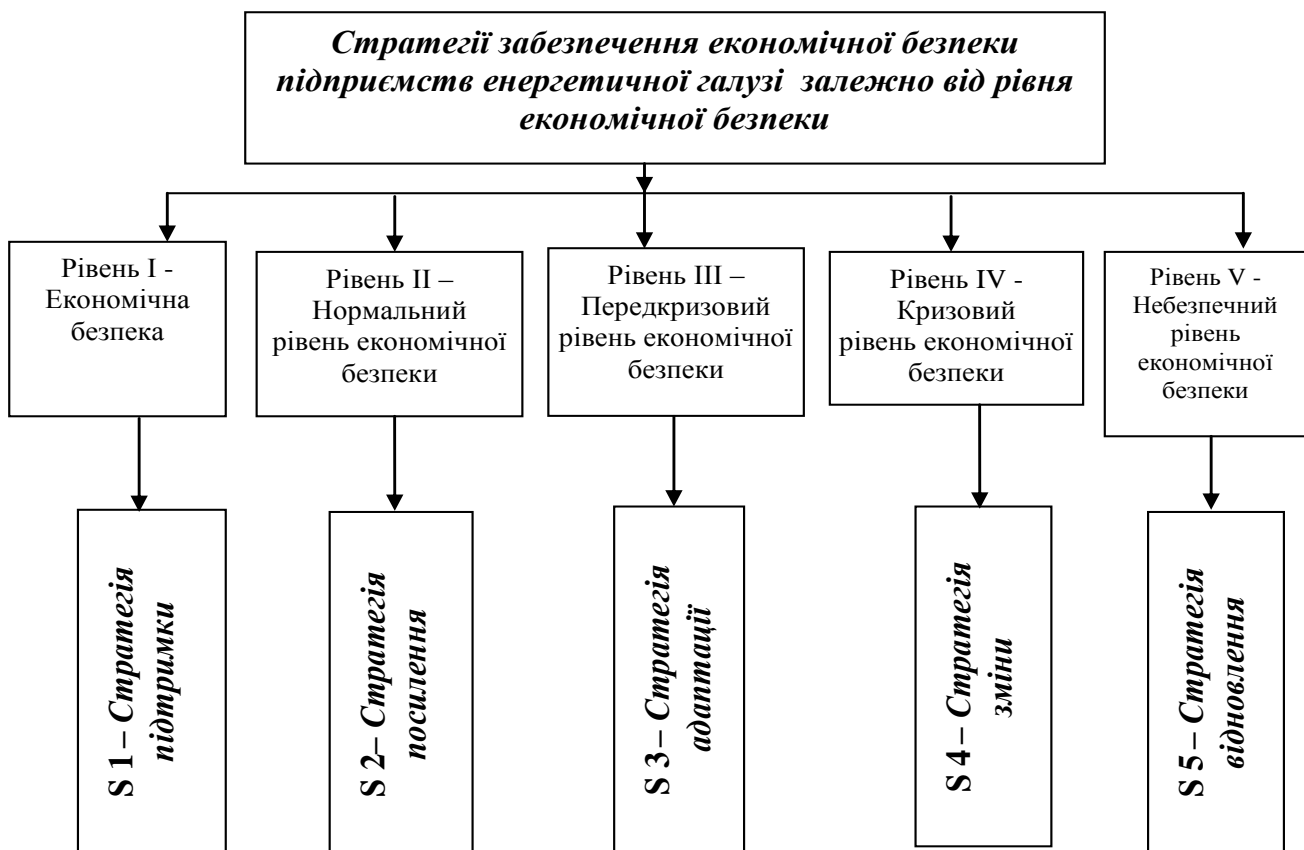 Стратегії забезпечення економічної безпеки
підприємств енергетичної галузі залежно від рівня
економічної безпеки
Рівень І -
Економічна
безпека
Рівень ІІ –
Нормальний
рівень економічної
безпеки
Рівень ІІІ –
Передкризовий
рівень економічної
безпеки
Рівень IV -
Кризовий
рівень економічної
безпеки
Рівень V -
Небезпечний
рівень
економічної
безпеки
S 1 – Стратегія
підтримки
S 2– Стратегія
посилення
S 3 – Стратегія
адаптації
S 4 – Стратегія
зміни
S 5 – Стратегія
відновлення